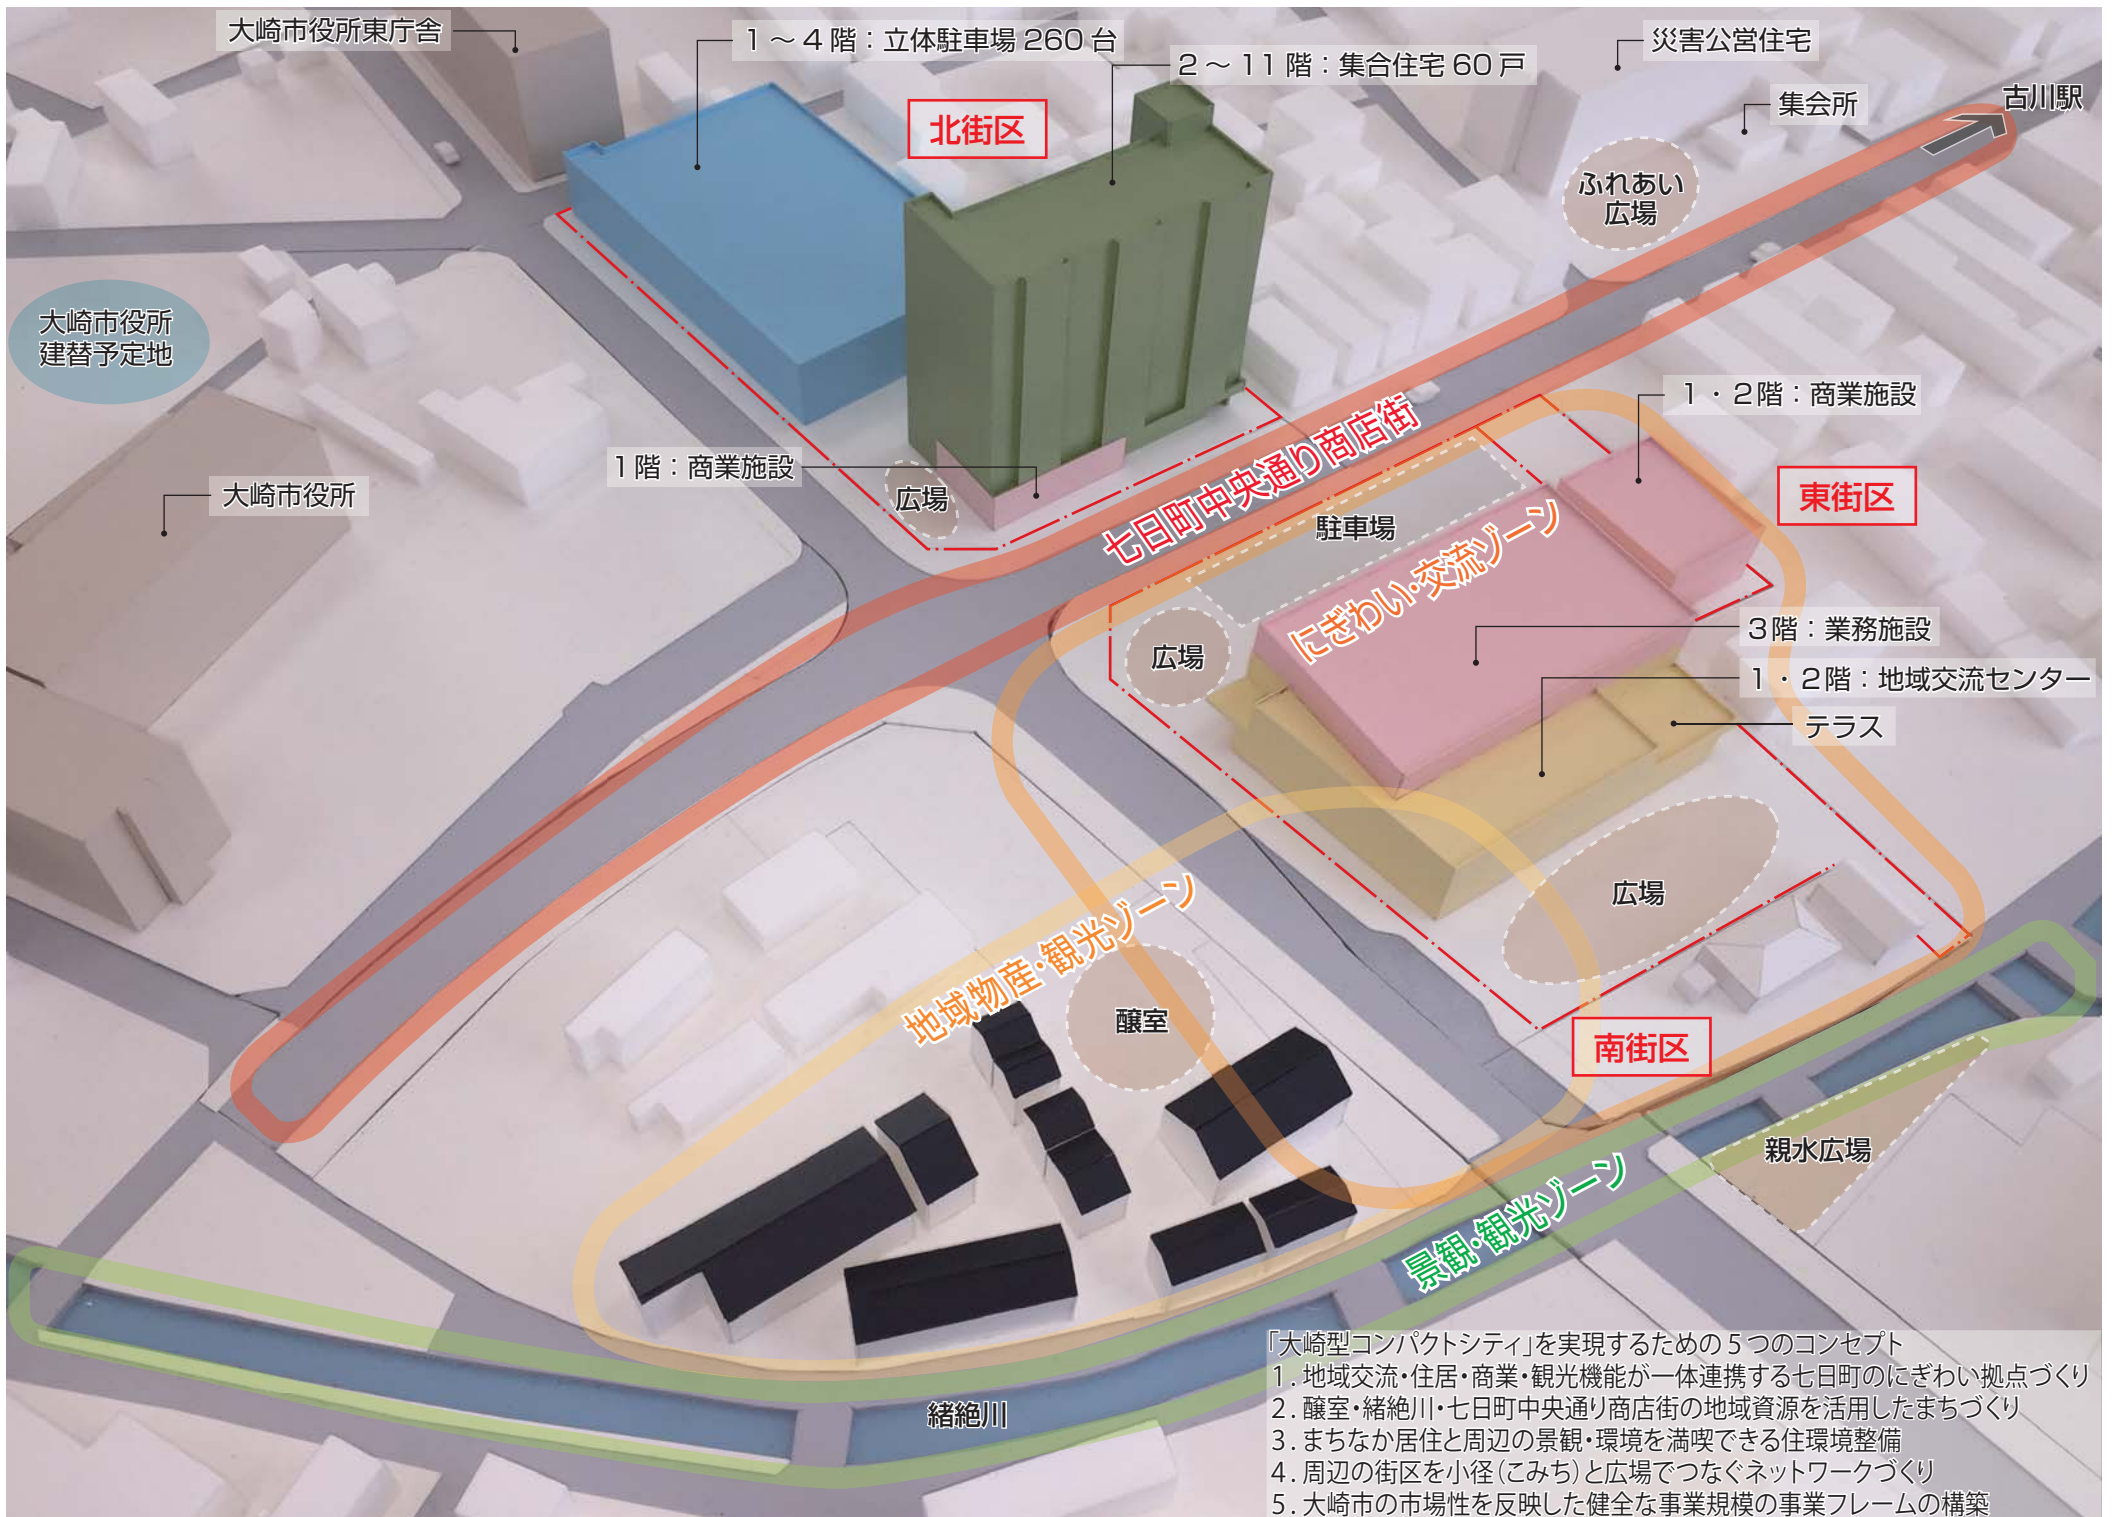 大崎市役所東庁舎
1～4階：立体駐車場 260台
2～11階：集合住宅 60戸
災害公営住宅
集会所
古川駅
北街区
ふれあい
広場
大崎市役所
建替予定地
1・2階：商業施設
1階：商業施設
七日町中央通り商店街
大崎市役所
広場
駐車場
東街区
にぎわい・交流ゾーン
3階：業務施設
広場
1・2階：地域交流センター
テラス
広場
地域物産・観光ゾーン
醸室
南街区
親水広場
景観・観光ゾーン
緒絶川
「大崎型コンパクトシティ」を実現するための5つのコンセプト
1. 地域交流・住居・商業・観光機能が一体連携する七日町のにぎわい拠点づくり
2. 醸室・緒絶川・七日町中央通り商店街の地域資源を活用したまちづくり
3. まちなか居住と周辺の景観・環境を満喫できる住環境整備
4. 周辺の街区を小径（こみち）と広場でつなぐネットワークづくり
5. 大崎市の市場性を反映した健全な事業規模の事業フレームの構築